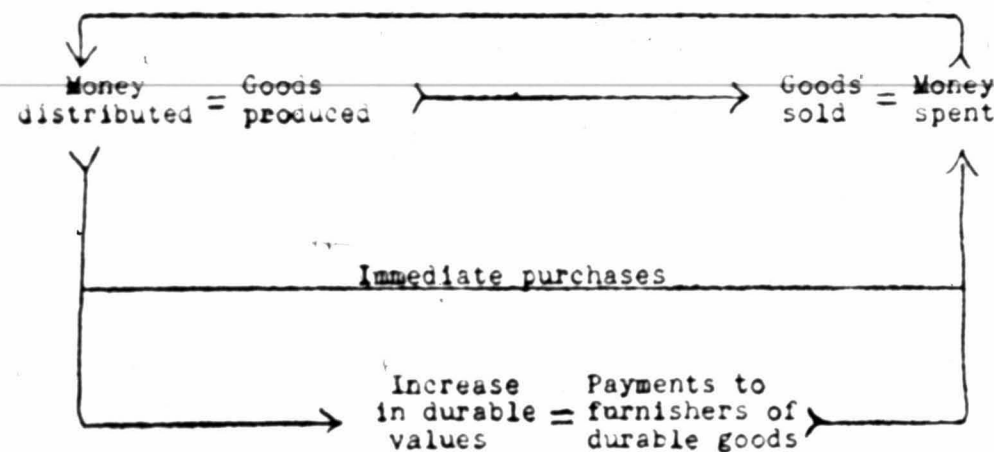 Money Goods Goods Money
distributed = produced sold = spent
Immediate purchases
Increase Payments to
in durable = furnishers of
values durable goods